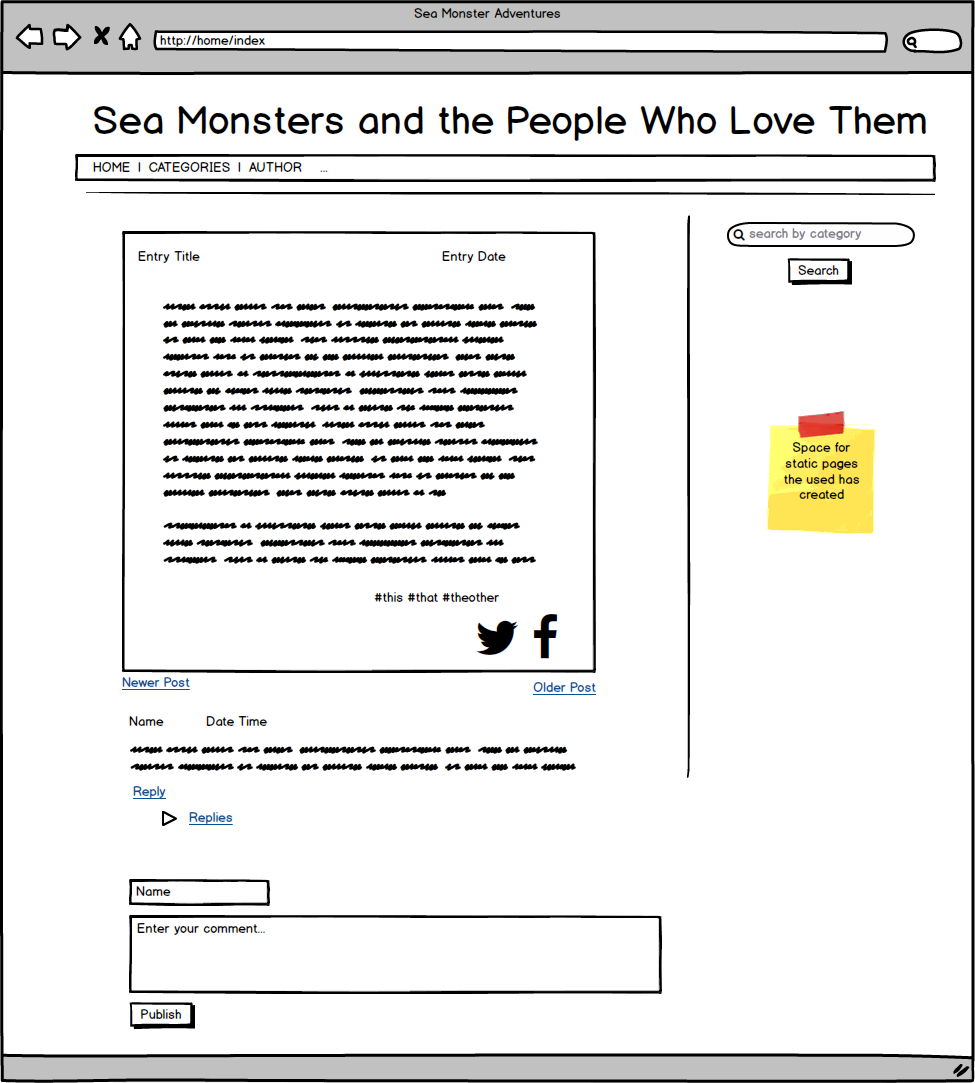 Sea Monster Adventures
http://home/index
Sea Monsters and the People Who Love Them
HOME | CATEGORIES | AUTHOR ...
search by category
Search
Entry Title Entry Date
Space for
static pages
the used has
created
#this #that #theother
Newer Post Older Post
Name Date Time
Reply
Replies
Name
Enter your comment...
Publish